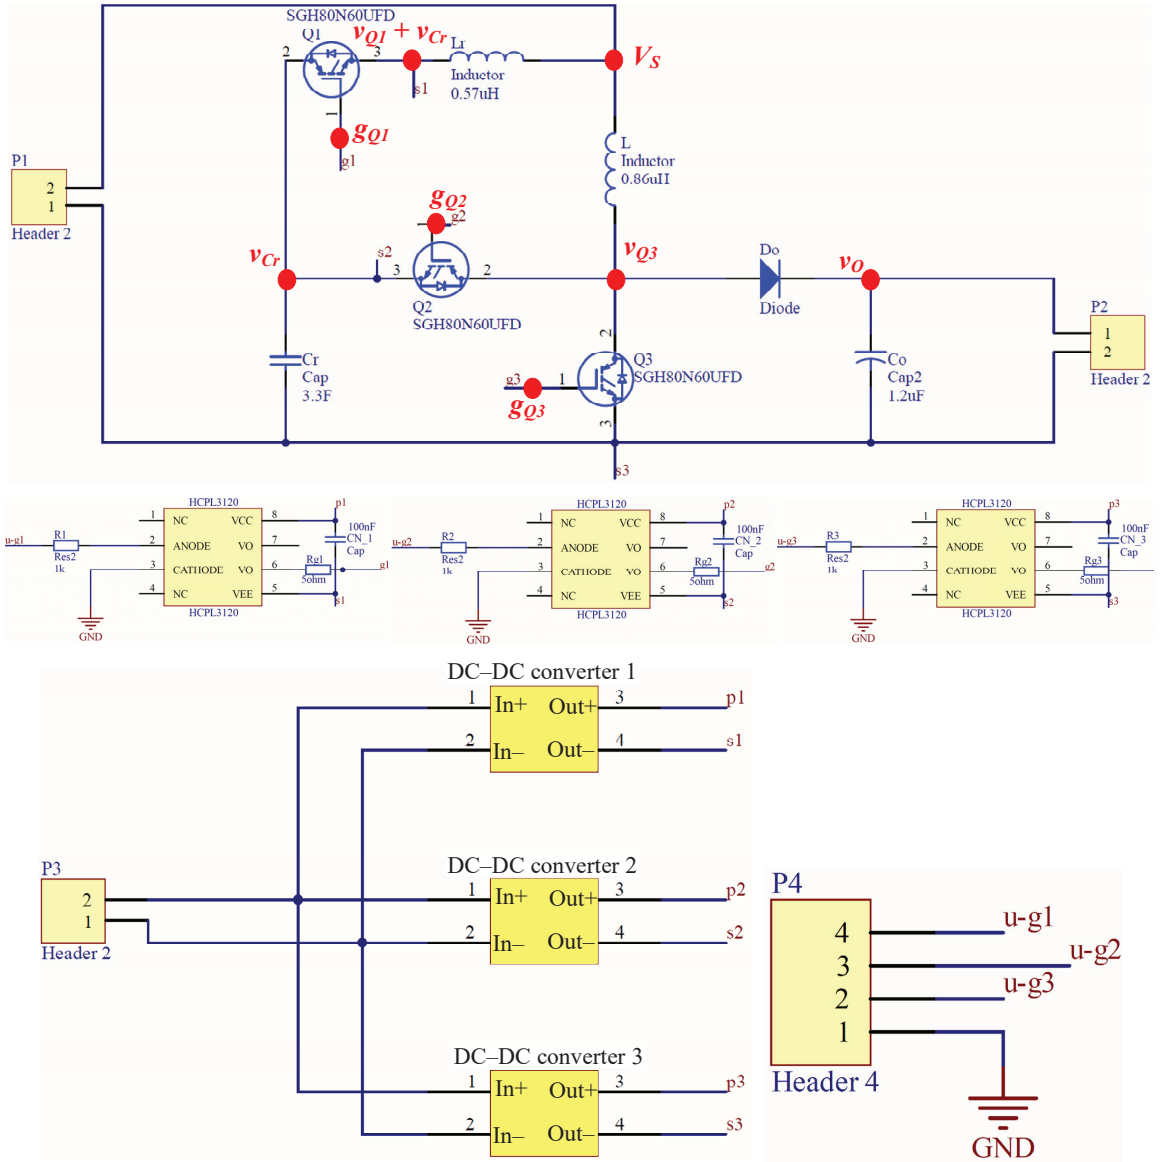 SGH80N60UFD
Q1
2
3
1
vQ1 + vCr
s1
Lr
Inductor
0.57uH
VS
gQ1
g1
L
Inductor
0.86uH
P1
2
1
Header 2
gQ2
1
g2
vCr
s2
3
2
Q2
SGH80N60UFD
vQ3
Do
Diode
vO
P2
1
2
Header 2
Cr
Cap
3.3F
2
Q3
SGH80N60UFD
g3
1
gQ3
3
s3
Co
Cap2
1.2uF
HCPL3120
u-g1
R1
Res2
1k
1 NC VCC 8
2 ANODE VO 7
3 CATHODE VO 6
4 NC VEE 5
HCPL3120
GND
p1
100nF
CN_1
Cap
Rg1
5ohm
g1
s1
HCPL3120
u-g2
R2
Res2
1k
1 NC VCC 8
2 ANODE VO 7
3 CATHODE VO 6
4 NC VEE 5
HCPL3120
GND
p2
100nF
CN_2
Cap
Rg2
5ohm
g2
s2
HCPL3120
u-g3
R3
Res2
1k
1 NC VCC 8
2 ANODE VO 7
3 CATHODE VO 6
4 NC VEE 5
HCPL3120
GND
p3
100nF
CN_3
Cap
Rg3
5ohm
s3
DC–DC converter 1
1 In+ Out+ 3 p1
2 In– Out– 4 s1
P3
2
1
Header 2
DC–DC converter 2
1 In+ Out+ 3 p2
2 In– Out– 4 s2
DC–DC converter 3
1 In+ Out+ 3 p3
2 In– Out– 4 s3
P4
4 u-g1
3 u-g2
2 u-g3
1
Header 4
GND